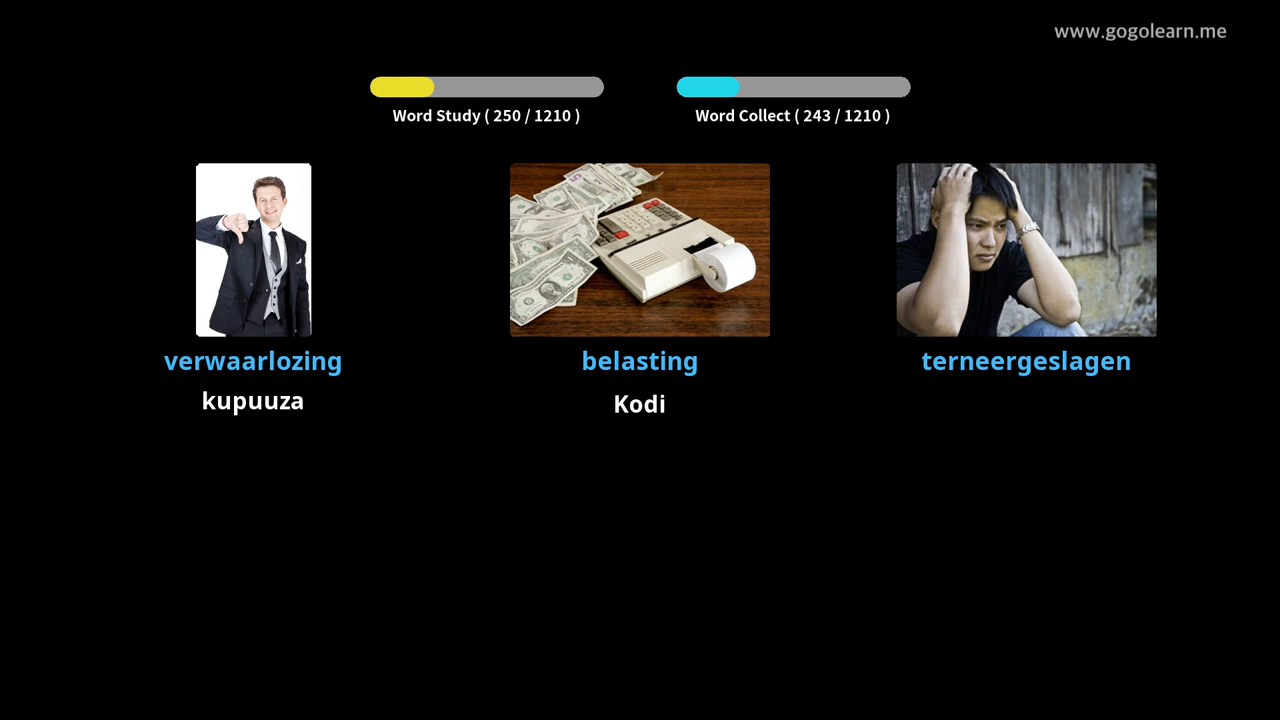 www.gogolearn.me
Word Study ( 250 / 1210 )
Word Collect ( 243 / 1210 )
verwaarlozing
kupuuza
belasting
Kodi
terneergeslagen